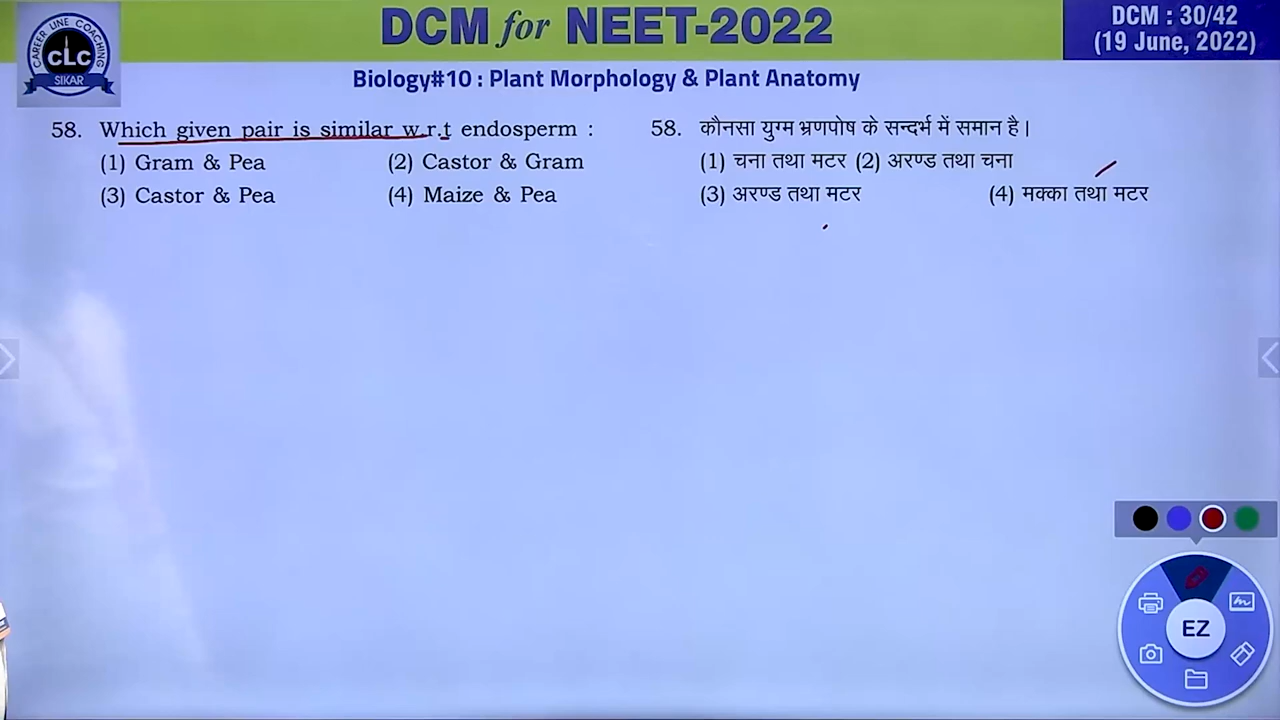 DCM for NEET-2022
DCM : 30/42
(19 June, 2022)
CAREER LINE COACHING
CLC
SIKAR
Biology#10 : Plant Morphology & Plant Anatomy
58. Which given pair is similar w.r.t endosperm :
(1) Gram & Pea (2) Castor & Gram
(3) Castor & Pea (4) Maize & Pea
58. कौनसा युग्म भ्रणपोष के सन्दर्भ में समान है।
(1) चना तथा मटर (2) अरण्ड तथा चना
(3) अरण्ड तथा मटर (4) मक्का तथा मटर
EZ